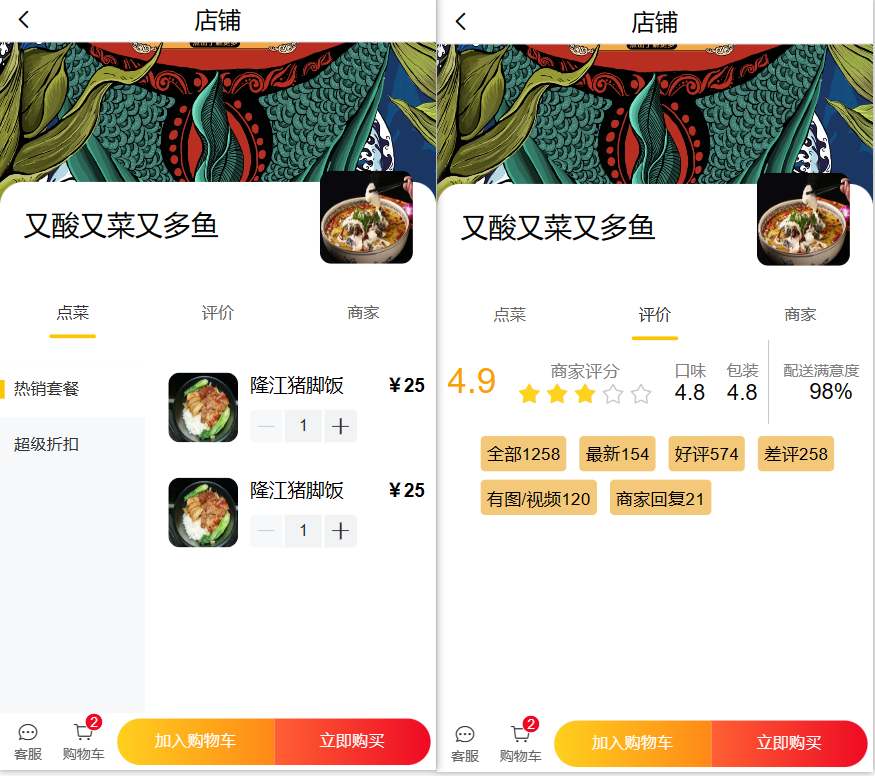 店铺
又酸又菜又多鱼
点菜 评价 商家
热销套餐
超级折扣
隆江猪脚饭 ¥25
1
隆江猪脚饭 ¥25
1
客服
购物车
2
加入购物车
立即购买
店铺
又酸又菜又多鱼
点菜 评价 商家
4.9
商家评分
口味
4.8
包装
4.8
配送满意度
98%
全部1258 最新154 好评574 差评258
有图/视频120 商家回复21
客服
购物车
2
加入购物车
立即购买